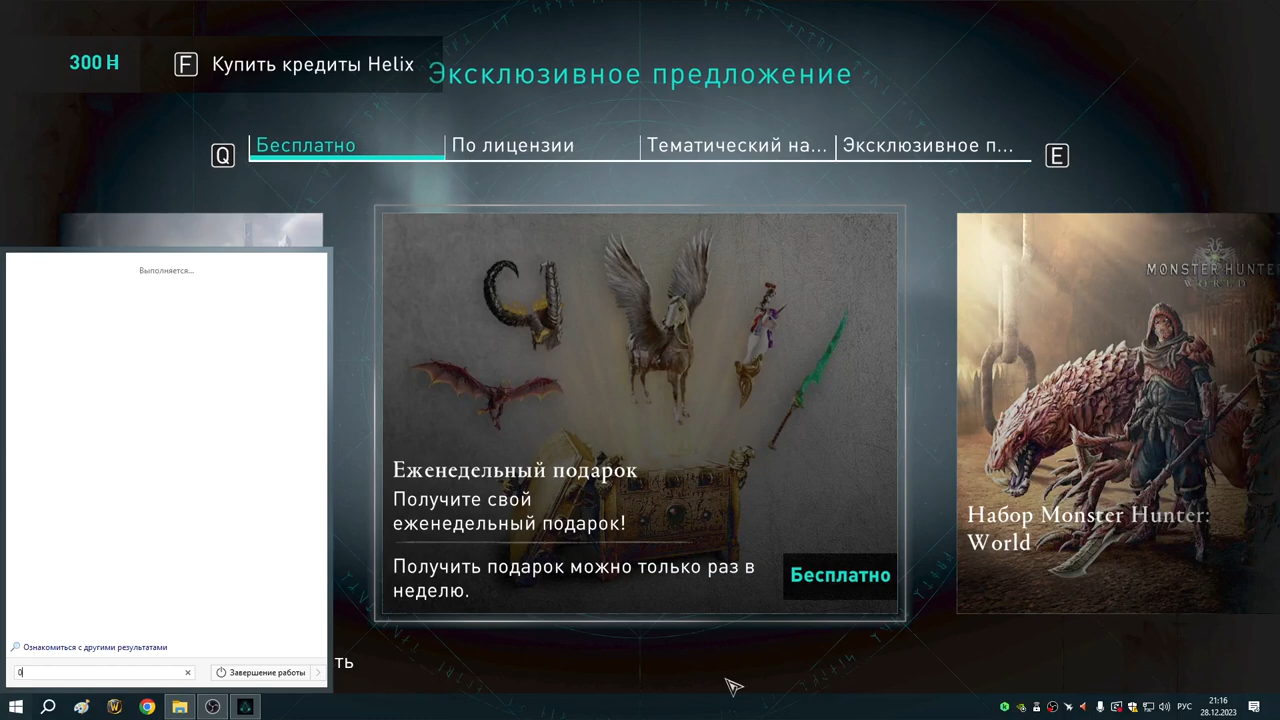 300 H
F Купить кредиты Helix
Эксклюзивное предложение
Q Бесплатно По лицензии Тематический на... Эксклюзивное п... E
Выполняется...
MONSTER HUNTER
WORLD
Еженедельный подарок
Получите свой
еженедельный подарок!
Получить подарок можно только раз в
неделю.
Бесплатно
Набор Monster Hunter:
World
Ознакомиться с другими результатами
0
Завершение работы
ть
РУС
21:16
28.12.2023